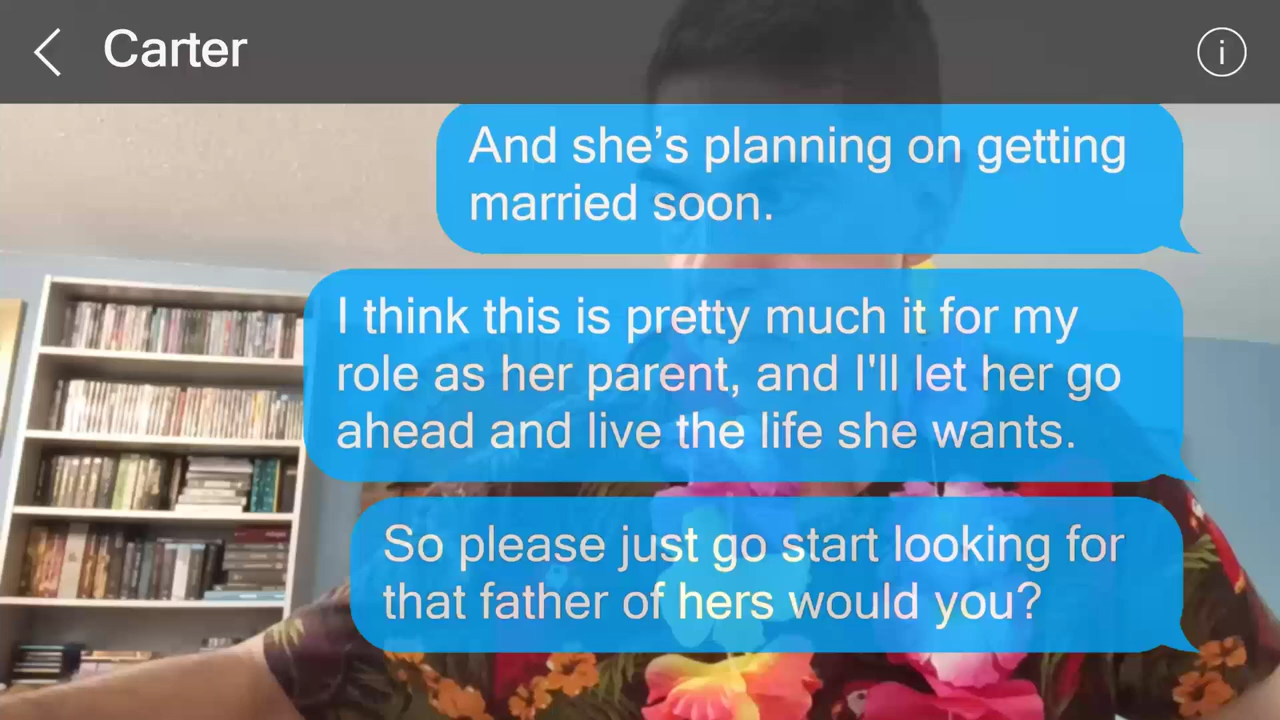 Carter
i
And she’s planning on getting
married soon.
I think this is pretty much it for my
role as her parent, and I'll let her go
ahead and live the life she wants.
So please just go start looking for
that father of hers would you?